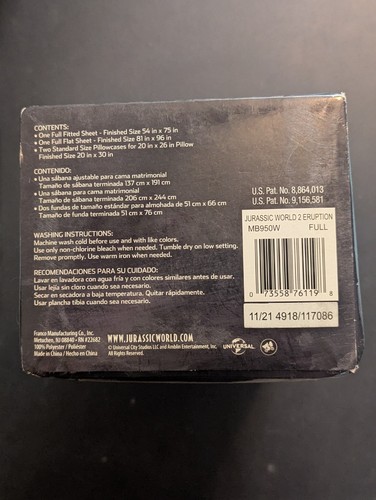 CONTENTS:
• One Full Fitted Sheet - Finished Size 54 in x 75 in
• One Full Flat Sheet - Finished Size 81 in x 96 in
• Two Standard Size Pillowcases for 20 in x 26 in Pillow
Finished Size 20 in x 30 in
CONTENIDO:
• Una sábana ajustable para cama matrimonial
Tamaño de sábana terminada 137 cm x 191 cm
• Una sábana para cama matrimonial
Tamaño de sábana terminada 206 cm x 244 cm
• Dos fundas de tamaño estándar para almohada de 51 cm x 66 cm
Tamaño de funda terminada 51 cm x 76 cm
U.S. Pat. No. 8,864,013
U.S. Pat. No. 9,156,581
JURASSIC WORLD 2 ERUPTION
MB950W FULL
0 73558 76119 8
11/21 4918/117086
WASHING INSTRUCTIONS:
Machine wash cold before use and with like colors.
Use only non-chlorine bleach when needed. Tumble dry on low setting.
Remove promptly. Use warm iron when needed.
RECOMENDACIONES PARA SU CUIDADO:
Lavar en lavadora con agua fría y con colores similares antes de usar.
Usar lejía sin cloro cuando sea necesario.
Secar en secadora a baja temperatura. Quitar rápidamente.
Usar plancha tibia cuando sea necesario.
Franco Manufacturing Co., Inc.
Metuchen, NJ 08840 - RN #22682
100% Polyester / Poliéster
Made in China / Hecho en China
WWW.JURASSICWORLD.COM
© Universal City Studios LLC and Amblin Entertainment, Inc.
All Rights Reserved.
UNIVERSAL